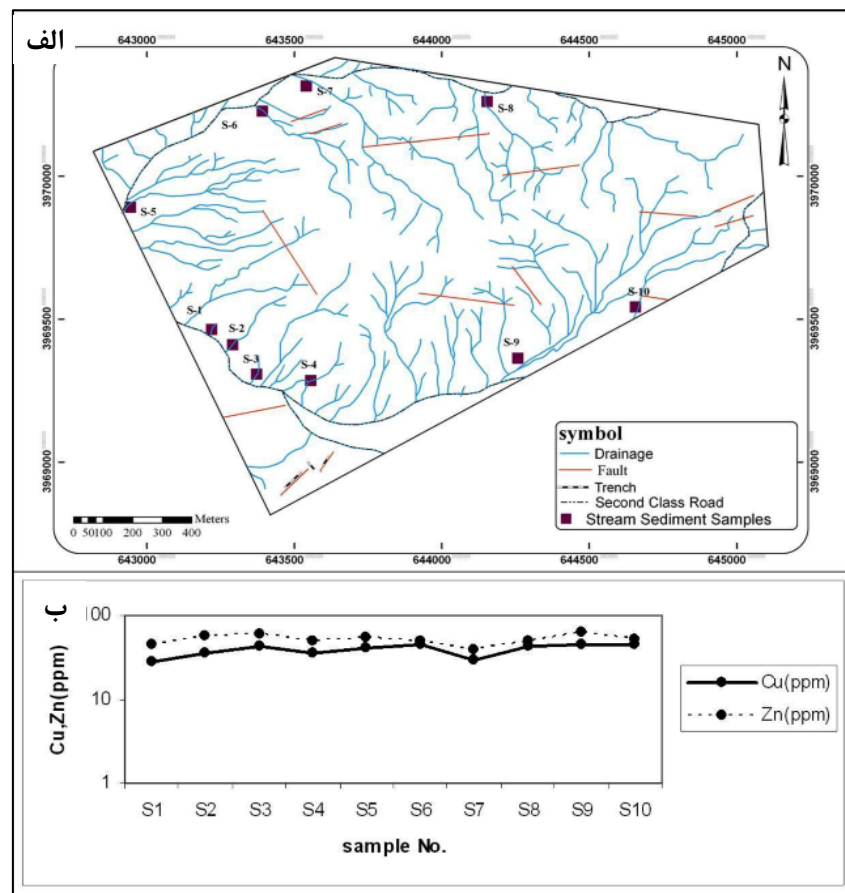 الف
643000 643500 644000 644500 645000
N
S-7
S-8
S-6
3970000 3970000
S-5
S-10
S-1
3969500 3969500
S-2
S-9
S-3
S-4
symbol
Drainage
Fault
Trench
Second Class Road
Stream Sediment Samples
3969000 3969000
Meters
0 50 100 200 300 400
643000 643500 644000 644500 645000
ب
100
10
1
Cu,Zn(ppm)
Cu(ppm)
Zn(ppm)
S1 S2 S3 S4 S5 S6 S7 S8 S9 S10
sample No.